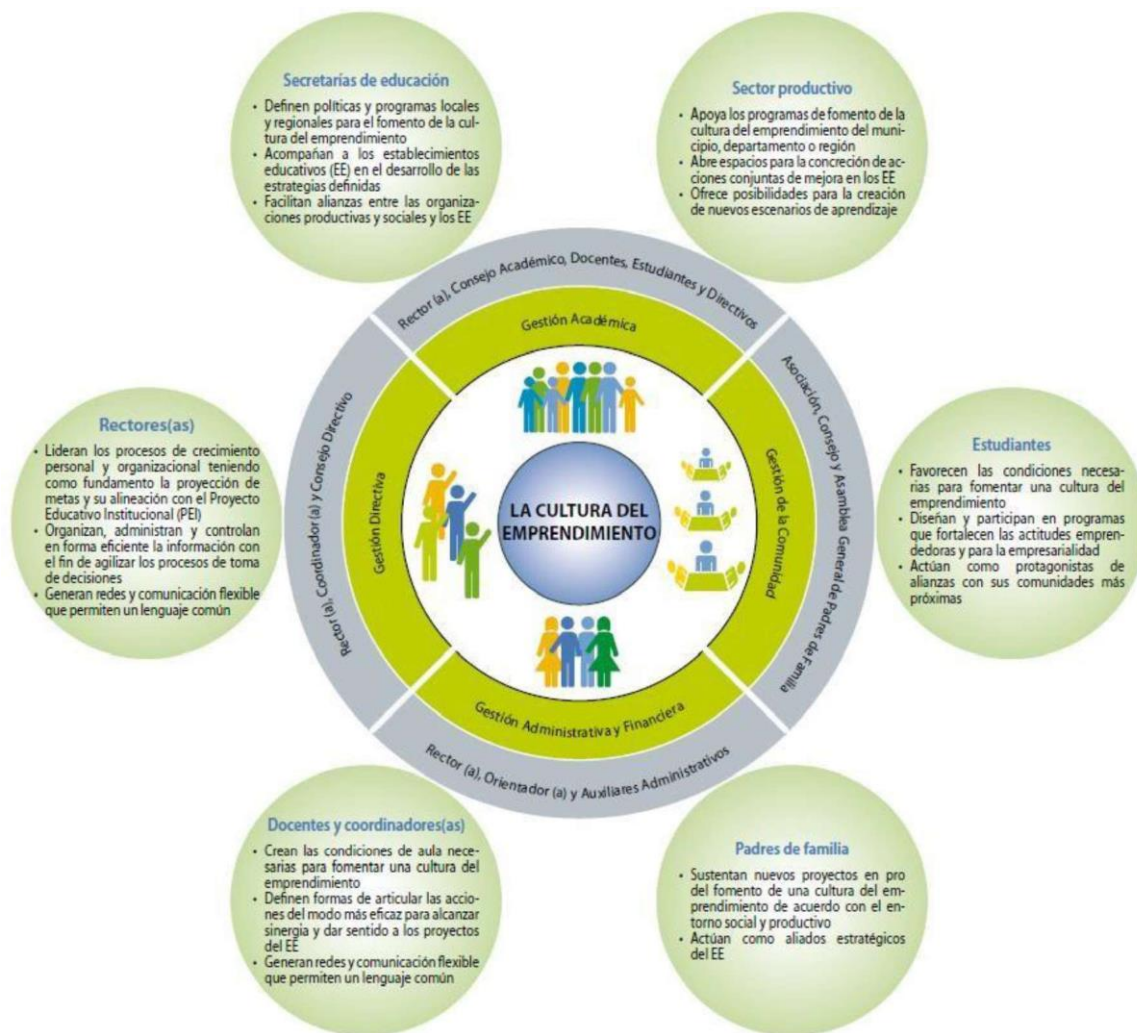 Secretarías de educación
• Definen políticas y programas locales
y regionales para el fomento de la cul-
tura del emprendimiento
• Acompañan a los establecimientos
educativos (EE) en el desarrollo de las
estrategias definidas
• Facilitan alianzas entre las organiza-
ciones productivas y sociales y los EE
Sector productivo
• Apoya los programas de fomento de la
cultura del emprendimiento del muni-
cipio, departamento o región
• Abre espacios para la concreción de ac-
ciones conjuntas de mejora en los EE
• Ofrece posibilidades para la creación
de nuevos escenarios de aprendizaje
Rector (a), Consejo Académico, Docentes, Estudiantes y Directivos
Gestión Académica
Rectores(as)
• Lideran los procesos de crecimiento
personal y organizacional teniendo
como fundamento la proyección de
metas y su alineación con el Proyecto
Educativo Institucional (PEI)
• Organizan, administran y controlan
en forma eficiente la información con
el fin de agilizar los procesos de toma
de decisiones
• Generan redes y comunicación flexible
que permiten un lenguaje común
Rector (a), Coordinador (a) y Consejo Directivo
Gestión Directiva
LA CULTURA DEL
EMPRENDIMIENTO
Gestión de la Comunidad
Asociación, Consejo y Asamblea General de Padres de Familia
Estudiantes
• Favorecen las condiciones necesa-
rias para fomentar una cultura del
emprendimiento
• Diseñan y participan en programas
que fortalecen las actitudes empren-
dedoras y para la empresarialidad
• Actúan como protagonistas de
alianzas con sus comunidades más
próximas
Gestión Administrativa y Financiera
Rector (a), Orientador (a) y Auxiliares Administrativos
Docentes y coordinadores(as)
• Crean las condiciones de aula nece-
sarias para fomentar una cultura del
emprendimiento
• Definen formas de articular las accio-
nes del modo más eficaz para alcanzar
sinergia y dar sentido a los proyectos
del EE
• Generan redes y comunicación flexible
que permiten un lenguaje común
Padres de familia
• Sustentan nuevos proyectos en pro
del fomento de una cultura del em-
prendimiento de acuerdo con el en-
torno social y productivo
• Actúan como aliados estratégicos
del EE